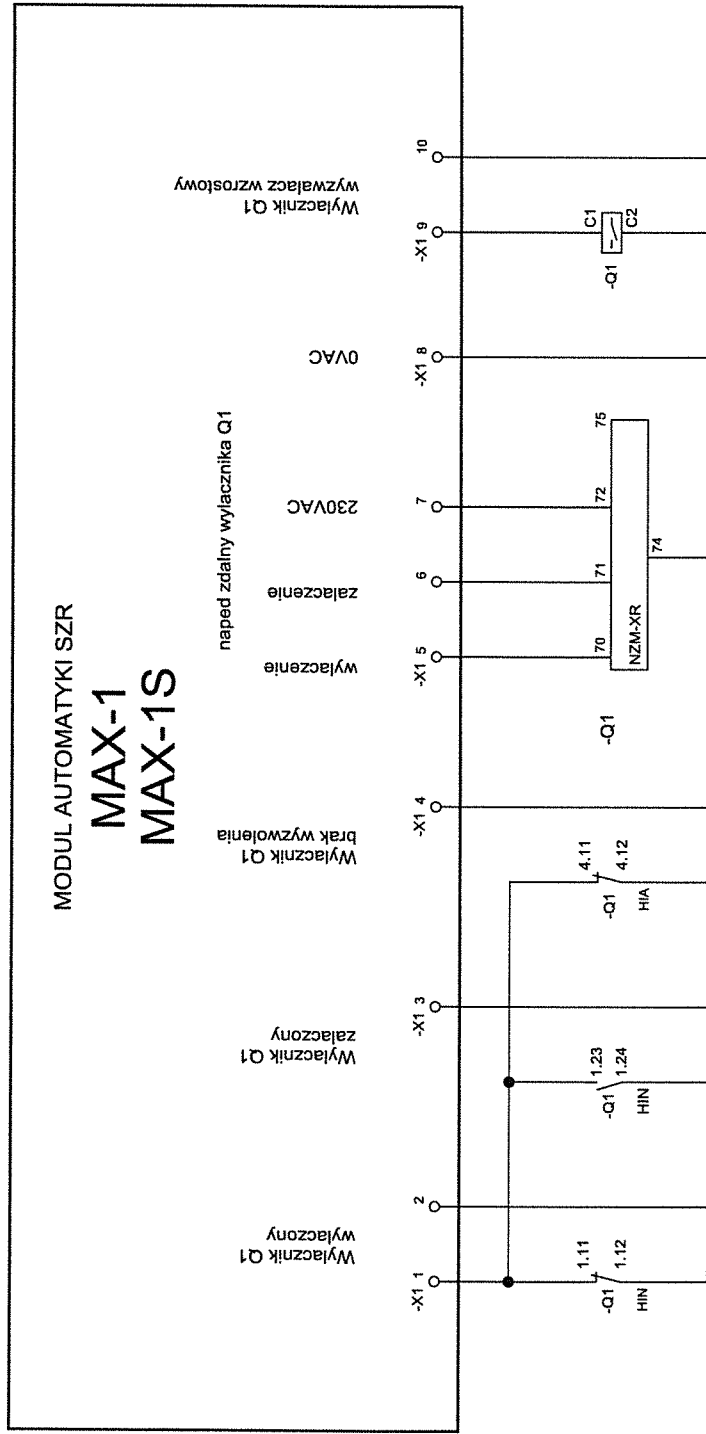 MODUL AUTOMATYKI SZR
MAX-1
MAX-1S
naped zdalny wylacznika Q1
Wylacznik Q1
wylaczony
Wylacznik Q1
zalaczony
Wylacznik Q1
brak wyzwolenia
wylaczenie
zalaczenie
230VAC
0VAC
Wylacznik Q1
wyzwalacz wzrostowy
-X1 1
2
-X1 3
-X1 4
-X1 5
6
7
-X1 8
-X1 9
10
1.11
-Q1
1.12
HIN
1.23
-Q1
1.24
HIN
4.11
-Q1
4.12
HIA
-Q1
70
71
72
75
NZM-XR
74
-Q1
C1
C2